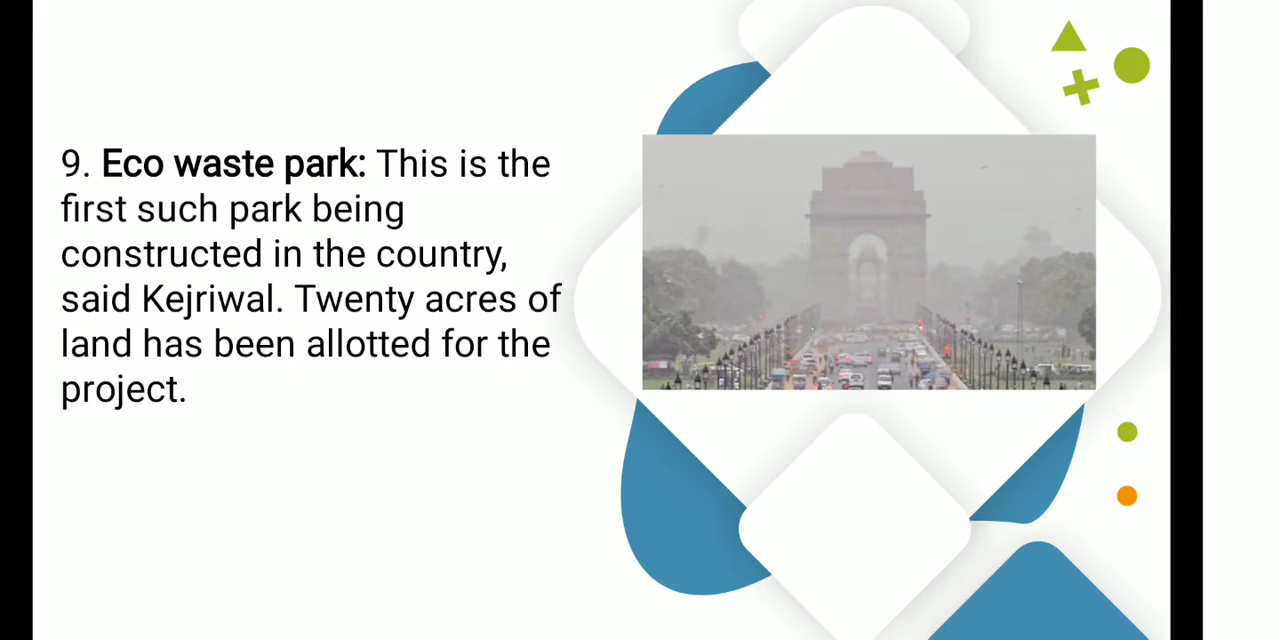 9. Eco waste park: This is the
first such park being
constructed in the country,
said Kejriwal. Twenty acres of
land has been allotted for the
project.